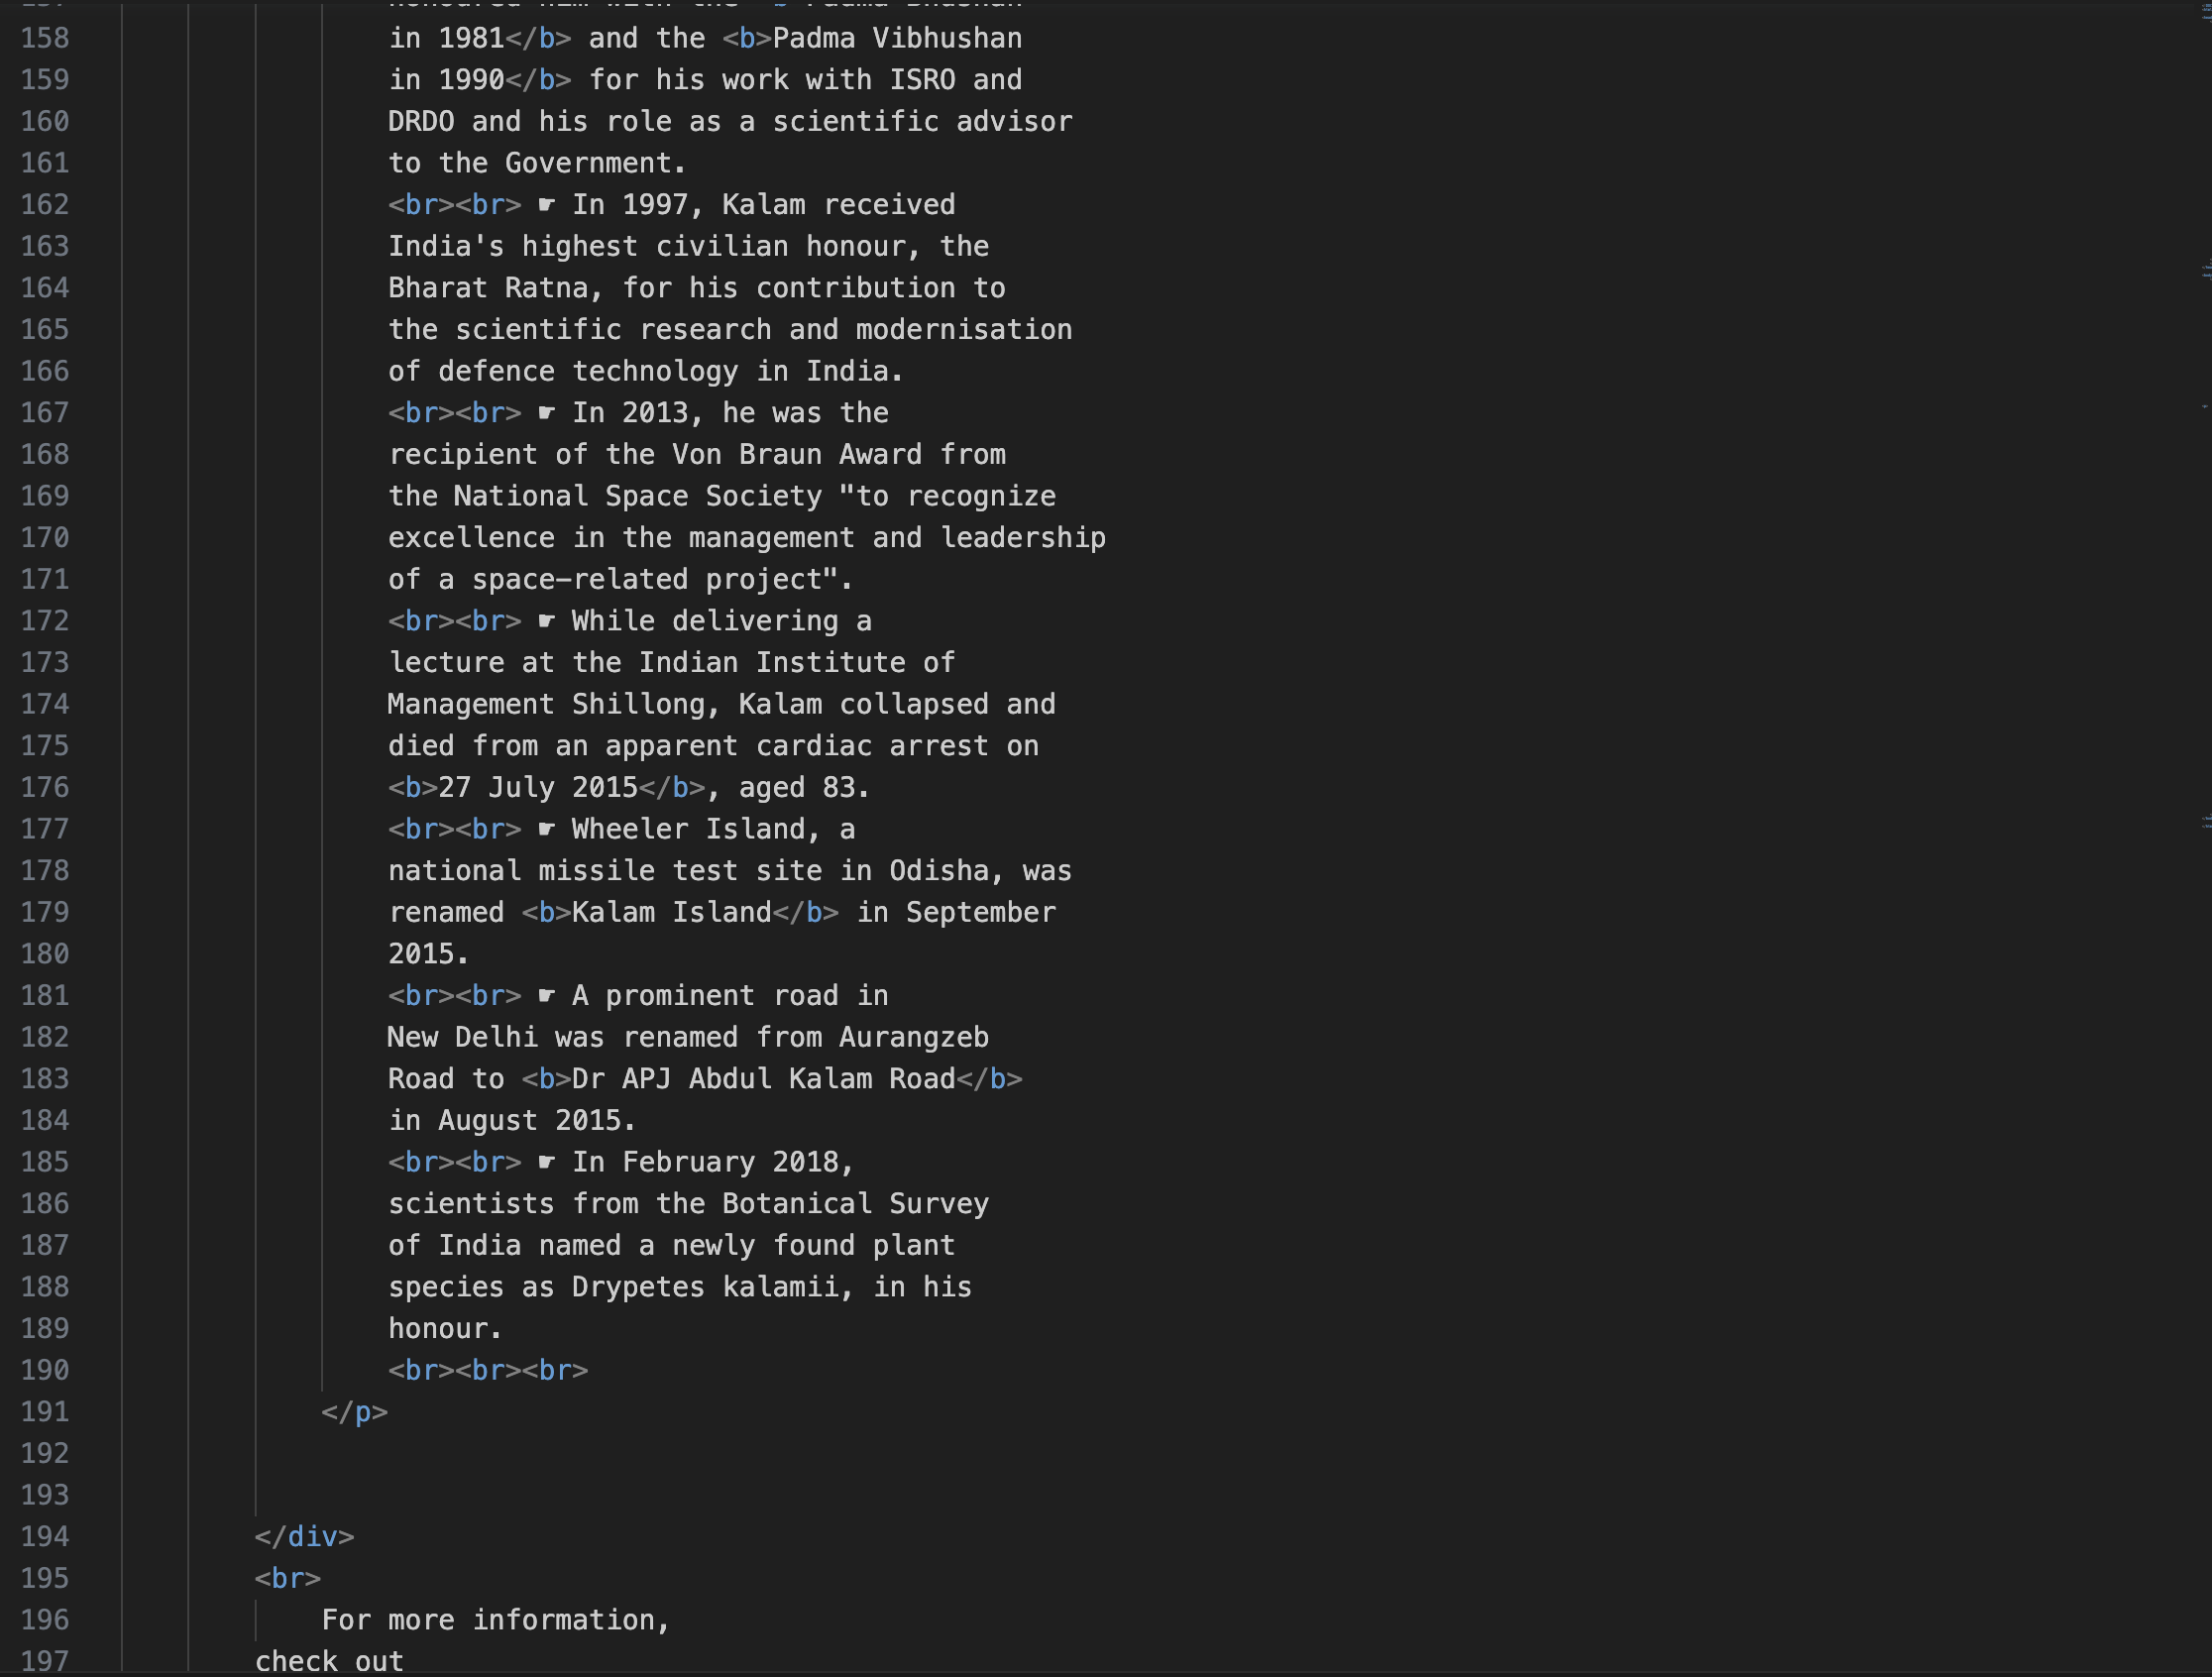 158 in 1981</b> and the <b>Padma Vibhushan
159 in 1990</b> for his work with ISRO and
160 DRDO and his role as a scientific advisor
161 to the Government.
162 <br><br> ☛ In 1997, Kalam received
163 India's highest civilian honour, the
164 Bharat Ratna, for his contribution to
165 the scientific research and modernisation
166 of defence technology in India.
167 <br><br> ☛ In 2013, he was the
168 recipient of the Von Braun Award from
169 the National Space Society "to recognize
170 excellence in the management and leadership
171 of a space-related project".
172 <br><br> ☛ While delivering a
173 lecture at the Indian Institute of
174 Management Shillong, Kalam collapsed and
175 died from an apparent cardiac arrest on
176 <b>27 July 2015</b>, aged 83.
177 <br><br> ☛ Wheeler Island, a
178 national missile test site in Odisha, was
179 renamed <b>Kalam Island</b> in September
180 2015.
181 <br><br> ☛ A prominent road in
182 New Delhi was renamed from Aurangzeb
183 Road to <b>Dr APJ Abdul Kalam Road</b>
184 in August 2015.
185 <br><br> ☛ In February 2018,
186 scientists from the Botanical Survey
187 of India named a newly found plant
188 species as Drypetes kalamii, in his
189 honour.
190 <br><br><br>
191 </p>
192
193
194 </div>
195 <br>
196 For more information,
197 check out